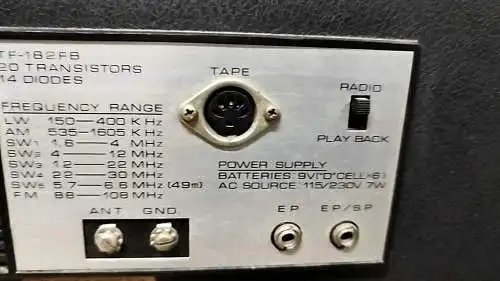 TF-182FB
20 TRANSISTORS
14 DIODES
FREQUENCY RANGE
LW 150—400 KHz
AM 535—1605 KHz
SW1 1.6—4 MHz
SW2 4—12 MHz
SW3 12—22 MHz
SW4 22—30 MHz
SW5 5.7—6.6 MHz (49m)
FM 88—108 MHz
ANT. GND.
TAPE
RADIO
PLAY BACK
POWER SUPPLY
BATTERIES 9V("D"CELL×6)
AC SOURCE 115/230V 7W
EP EP/SP